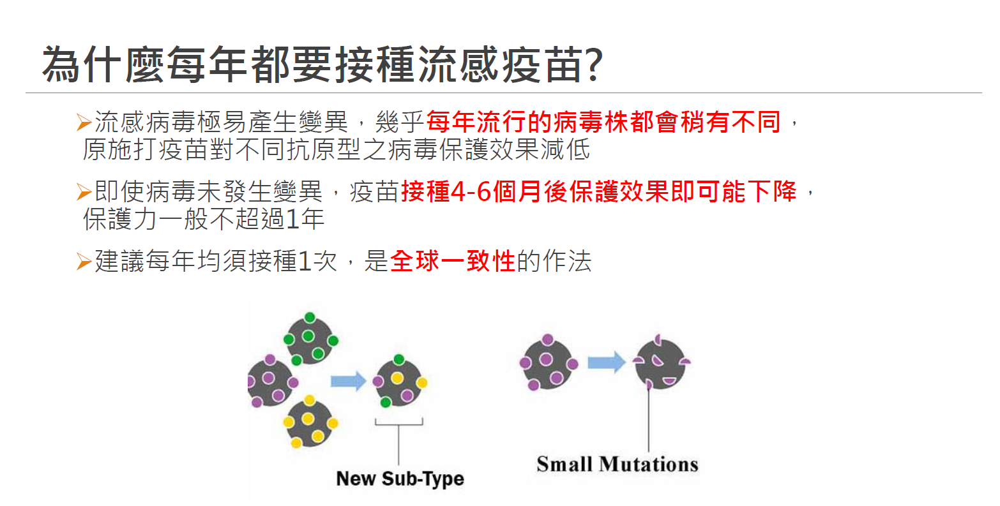 為什麼每年都要接種流感疫苗?
➢流感病毒極易產生變異，幾乎每年流行的病毒株都會稍有不同，
原施打疫苗對不同抗原型之病毒保護效果減低
➢即使病毒未發生變異，疫苗接種4-6個月後保護效果即可能下降，
保護力一般不超過1年
➢建議每年均須接種1次，是全球一致性的作法
New Sub-Type
Small Mutations